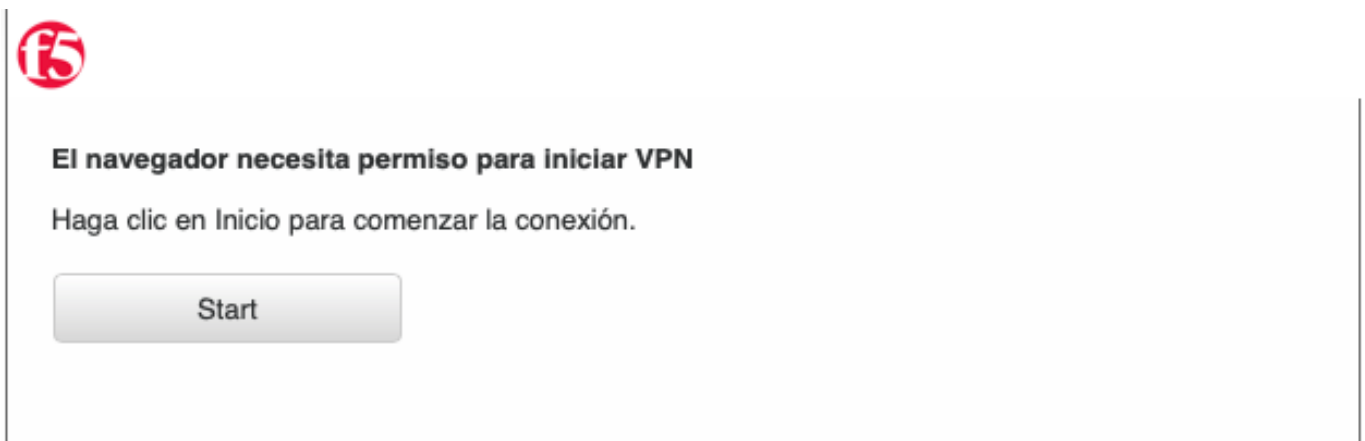 f5
El navegador necesita permiso para iniciar VPN
Haga clic en Inicio para comenzar la conexión.
Start